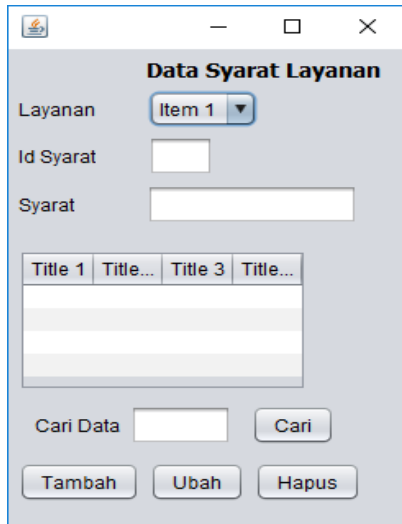 Data Syarat Layanan
Layanan Item 1
Id Syarat
Syarat
Title 1 Title... Title 3 Title...
Cari Data Cari
Tambah Ubah Hapus